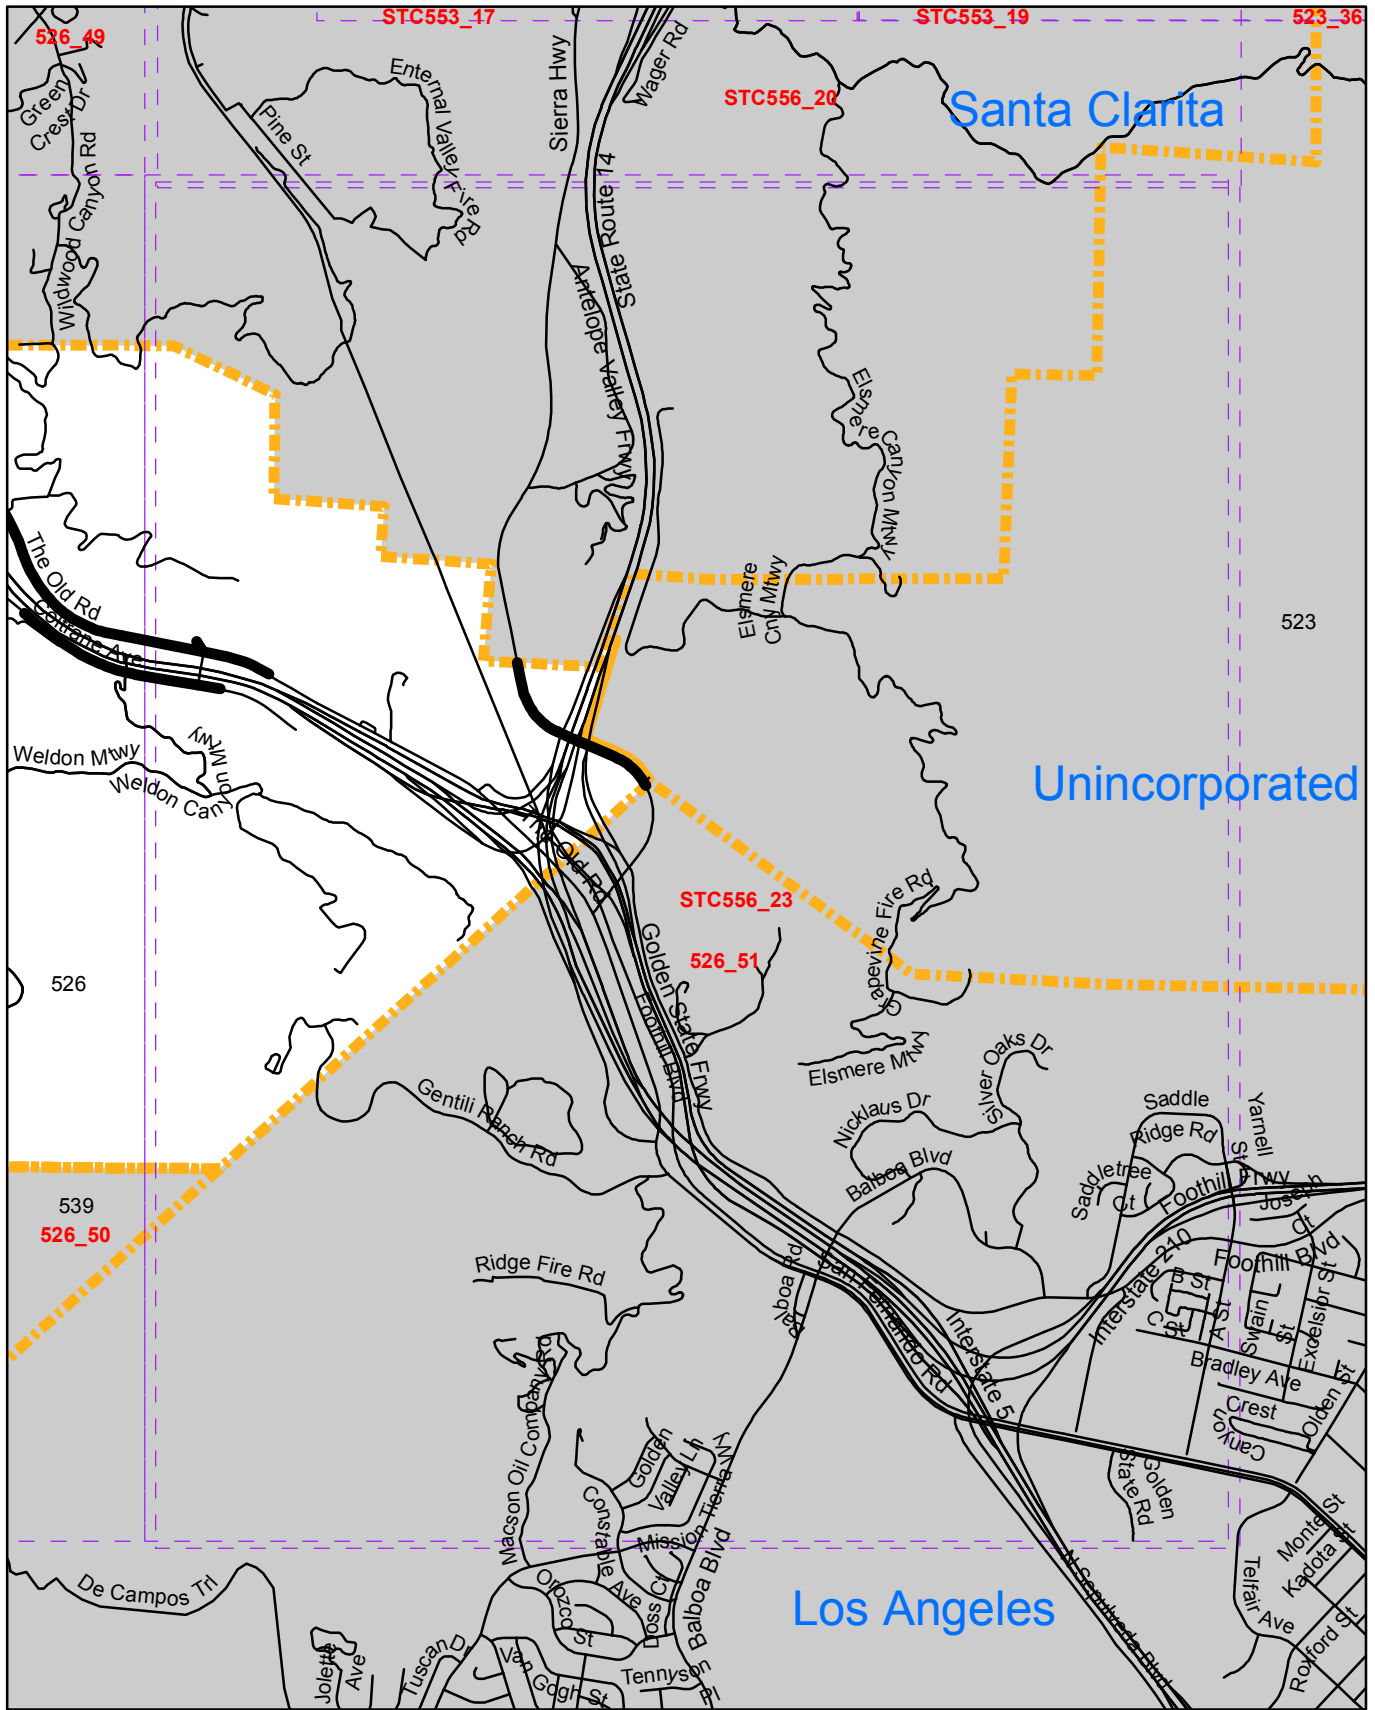 STC553_17
STC553_19
523_36
526_49
Green
Crest Dr
Wildwood Canyon Rd
Pine St
Enternal Valley Fire Rd
Sierra Hwy
Wager Rd
STC556_20
Santa Clarita
State Route 14
Antelope Valley Frwy
Elsmere Canyon Mtwy
Elsmere
Cny Mtwy
523
The Old Rd
Coltrane Ave
Weldon Mtwy
Weldon Canyon Mtwy
Unincorporated
The Old Rd
STC556_23
526_51
Grapevine Fire Rd
526
Golden State Frwy
Foothill Blvd
Elsmere Mtwy
Silver Oaks Dr
Nicklaus Dr
Gentili Ranch Rd
Balboa Blvd
Saddle
Ridge Rd
Yarnell
St
Saddletree
Ct
Foothill Frwy
Joseph
Ct
539
526_50
Ridge Fire Rd
Balboa Rd
San Fernando Rd
Interstate 5
Interstate 210
Foothill Blvd
B St
C St
A St
Swain
St
Excelsior St
Bradley Ave
Crest
Canyon
Olden St
Macson Oil Company Rd
Golden
Valley Ln
Constable Ave
Mission Tierra Wy
Golden
State Rd
Monte St
Kadota St
De Campos Trl
Orozco
St
Doss Ct
Balboa Blvd
Los Angeles
N Sepulveda Blvd
Telfair Ave
Roxford St
Jolette
Ave
Tuscan Dr
Van Gogh St
Tennyson
Pl